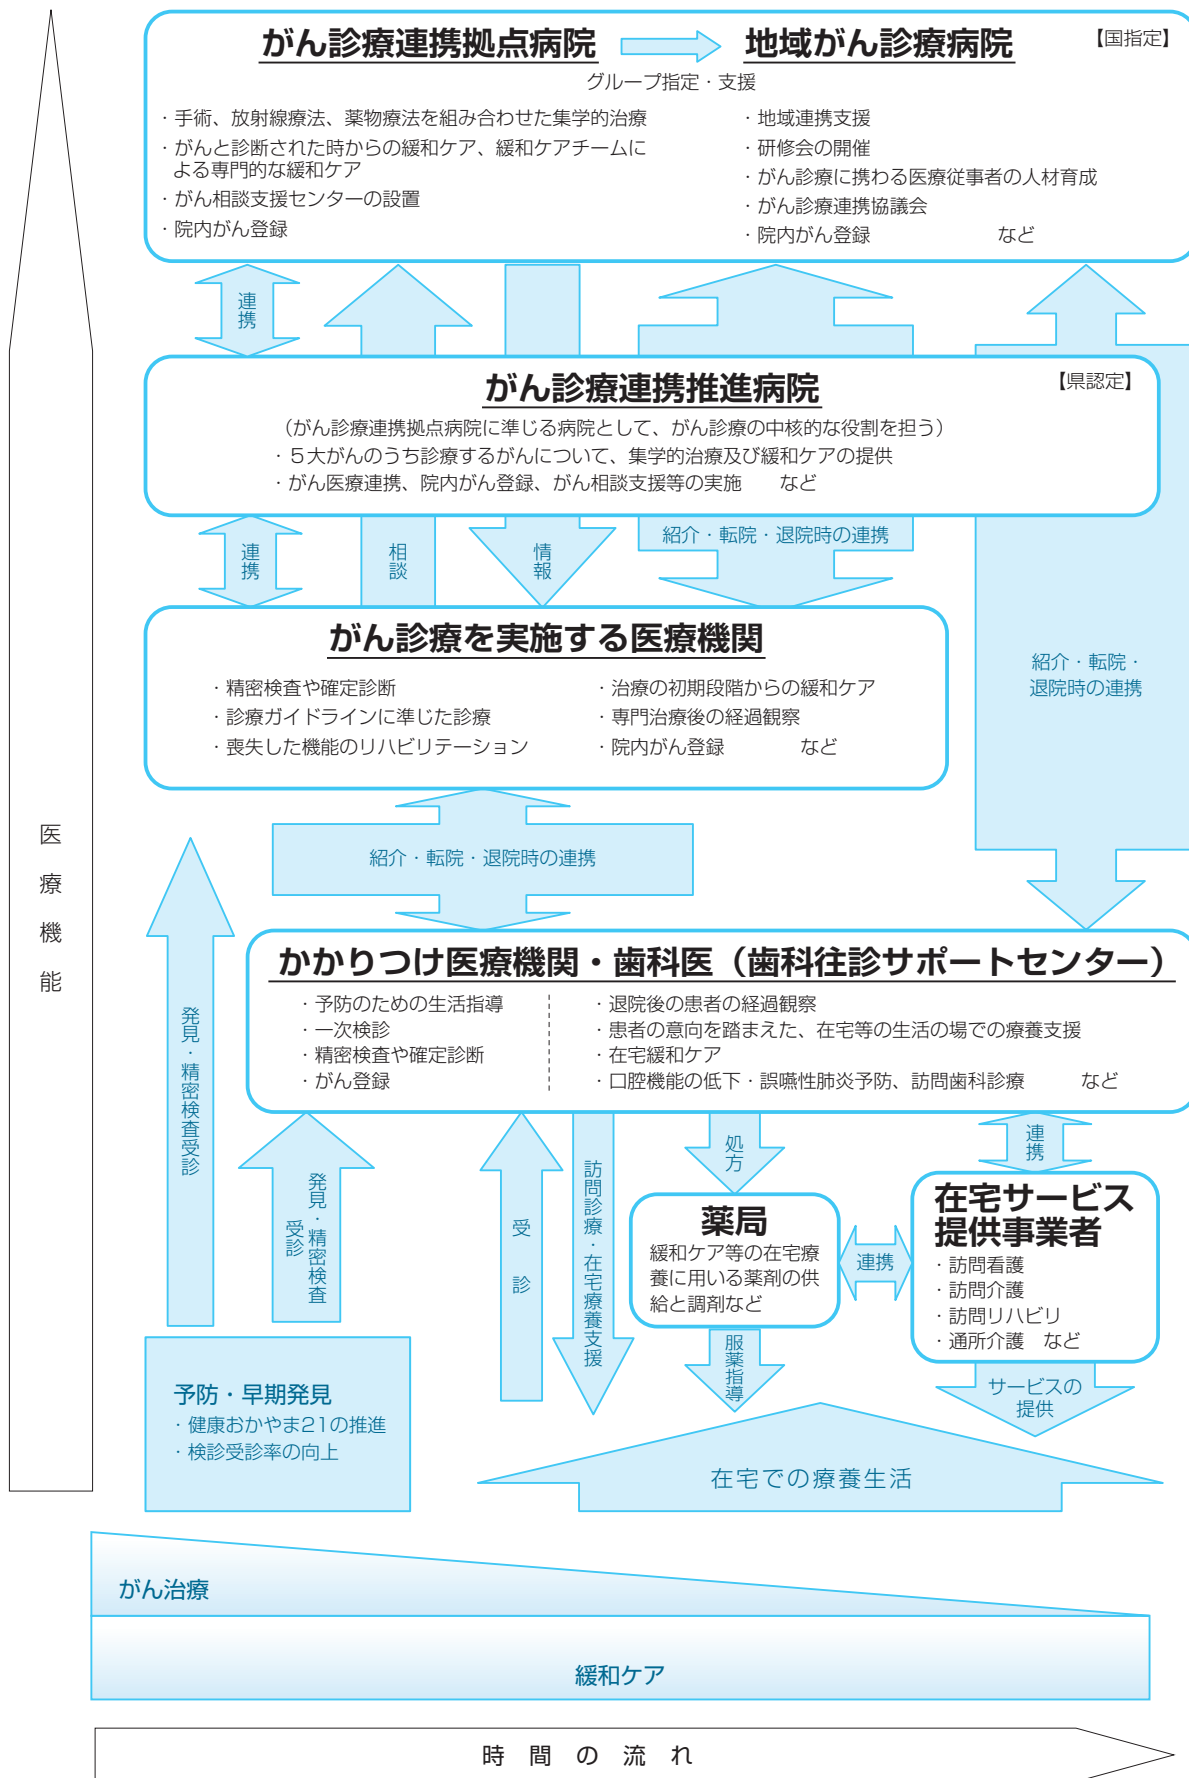 がん診療連携拠点病院
地域がん診療病院
【国指定】
グループ指定・支援
・手術、放射線療法、薬物療法を組み合わせた集学的治療
・がんと診断された時からの緩和ケア、緩和ケアチームに
よる専門的な緩和ケア
・がん相談支援センターの設置
・院内がん登録
・地域連携支援
・研修会の開催
・がん診療に携わる医療従事者の人材育成
・がん診療連携協議会
・院内がん登録　　　　　　　など
連携
がん診療連携推進病院
【県認定】
（がん診療連携拠点病院に準じる病院として、がん診療の中核的な役割を担う）
・５大がんのうち診療するがんについて、集学的治療及び緩和ケアの提供
・がん医療連携、院内がん登録、がん相談支援等の実施　　など
連携
相談
情報
紹介・転院・退院時の連携
がん診療を実施する医療機関
・精密検査や確定診断
・診療ガイドラインに準じた診療
・喪失した機能のリハビリテーション
・治療の初期段階からの緩和ケア
・専門治療後の経過観察
・院内がん登録　　　　など
紹介・転院・
退院時の連携
紹介・転院・退院時の連携
医療機能
かかりつけ医療機関・歯科医（歯科往診サポートセンター）
・予防のための生活指導
・一次検診
・精密検査や確定診断
・がん登録
・退院後の患者の経過観察
・患者の意向を踏まえた、在宅等の生活の場での療養支援
・在宅緩和ケア
・口腔機能の低下・誤嚥性肺炎予防、訪問歯科診療　　など
発見・精密検査受診
発見・精密検査
受診
受診
訪問診療・在宅療養支援
処方
連携
薬局
緩和ケア等の在宅療
養に用いる薬剤の供
給と調剤など
連携
在宅サービス
提供事業者
・訪問看護
・訪問介護
・訪問リハビリ
・通所介護　など
服薬指導
サービスの
提供
予防・早期発見
・健康おかやま21の推進
・検診受診率の向上
在宅での療養生活
がん治療
緩和ケア
時間の流れ